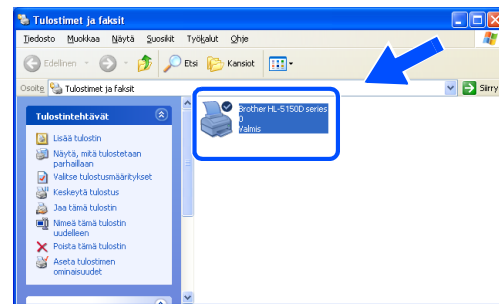 Tulostimet ja faksit
Tiedosto Muokkaa Näytä Suosikit Työkalut Ohje
Edellinen Etsi Kansiot
Osoite Tulostimet ja faksit Siirry
Tulostintehtävät
Lisää tulostin
Näytä, mitä tulostetaan
parhaillaan
Valitse tulostusmääritykset
Keskeytä tulostus
Jaa tämä tulostin
Nimeä tämä tulostin
uudelleen
Poista tämä tulostin
Aseta tulostimen
ominaisuudet
Brother HL-5150D series
0
Valmis